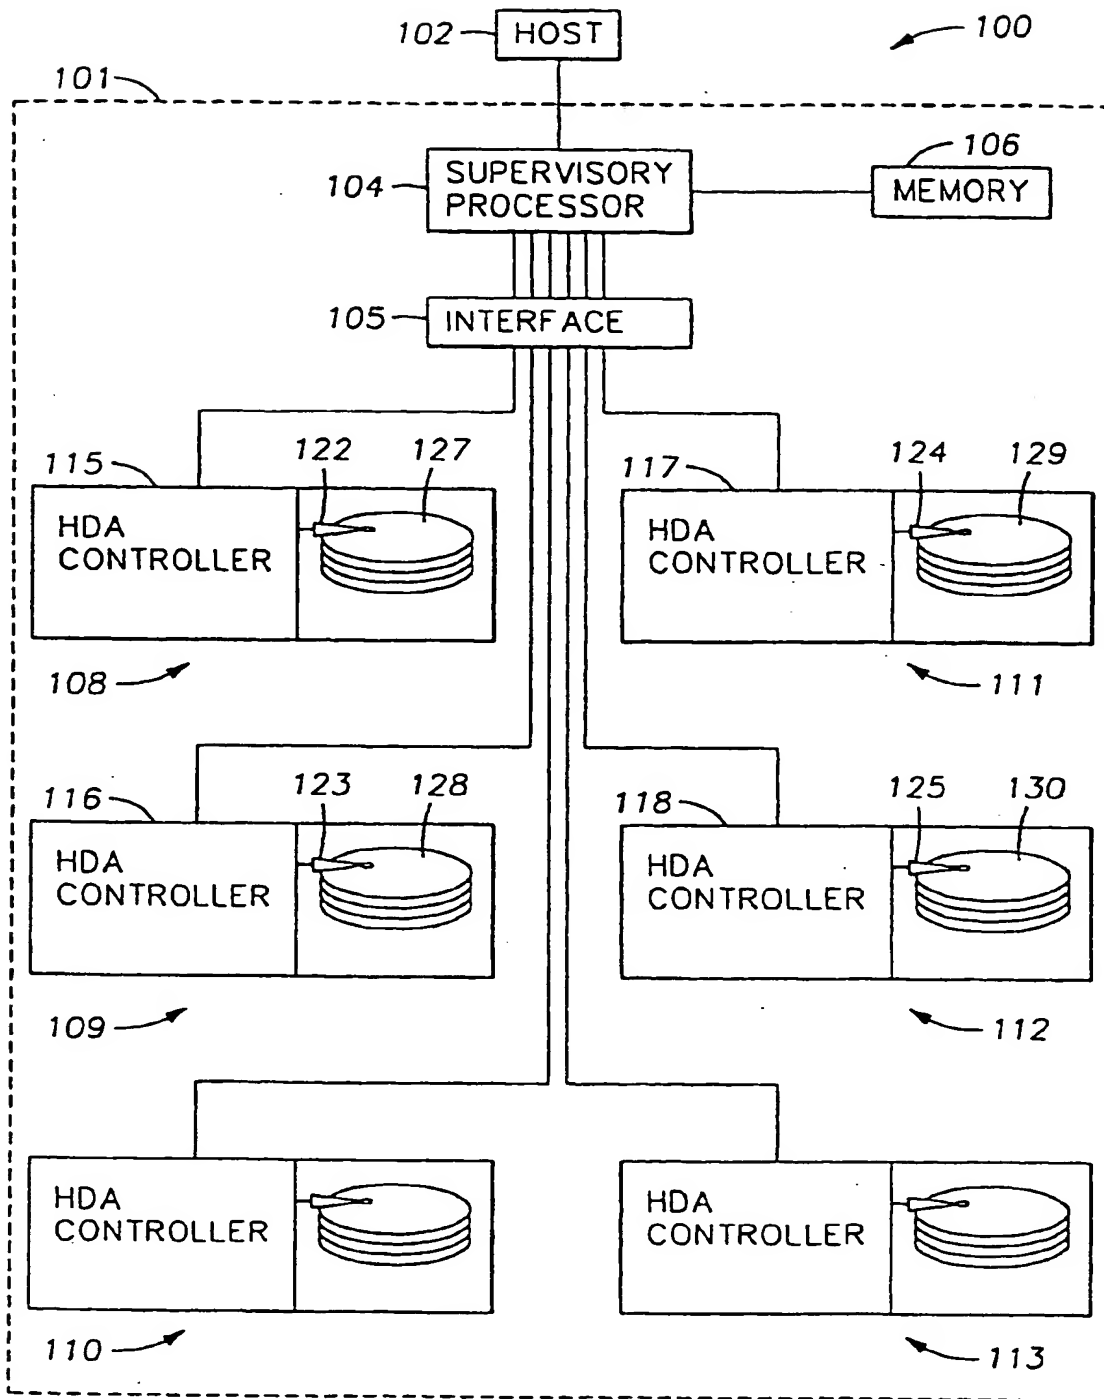 102
HOST
100
101
104
SUPERVISORY
PROCESSOR
106
MEMORY
105
INTERFACE
115
122
127
HDA
CONTROLLER
108
117
124
129
HDA
CONTROLLER
111
116
123
128
HDA
CONTROLLER
109
118
125
130
HDA
CONTROLLER
112
HDA
CONTROLLER
110
HDA
CONTROLLER
113